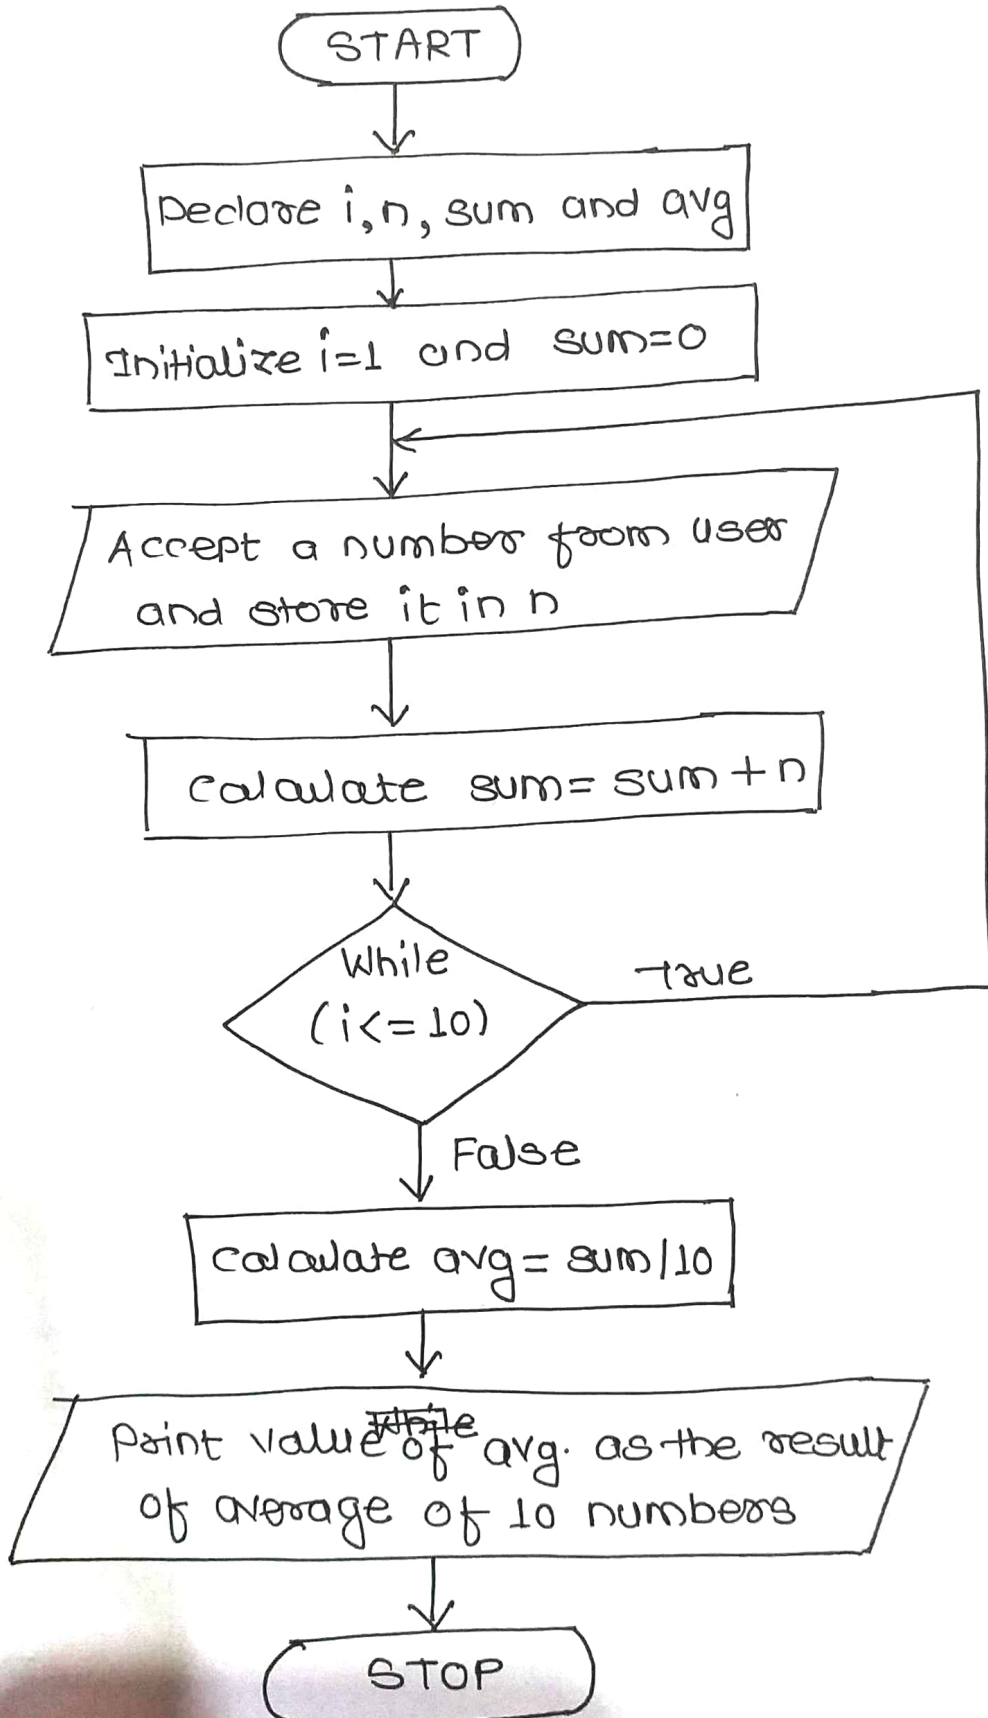 START
Declare i,n, sum and avg
Initialize i=1 and sum=0
Accept a number from user
and store it in n
Calculate sum= sum+n
While
(i<=10)
True
False
Calculate avg= sum/10
Print value of avg. as the result
of average of 10 numbers
STOP